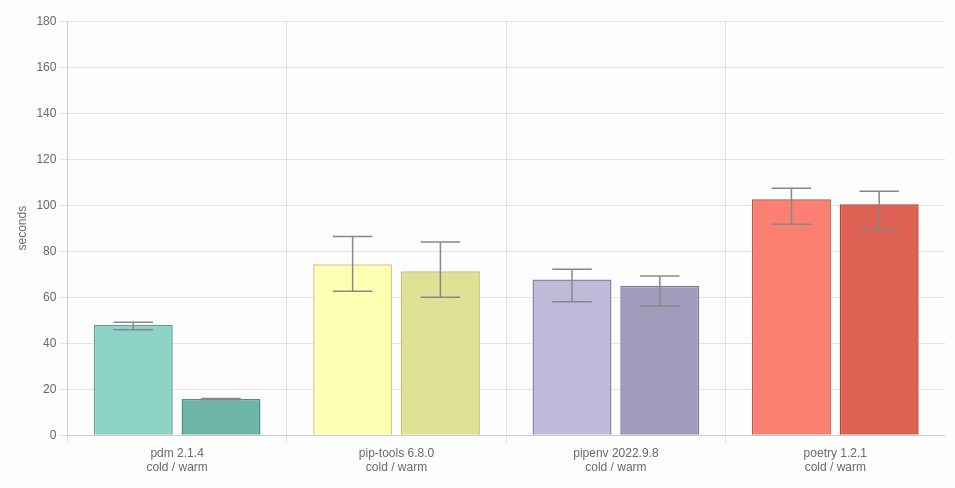 180
160
140
120
100
80
60
40
20
0
seconds
pdm 2.1.4
cold / warm
pip-tools 6.8.0
cold / warm
pipenv 2022.9.8
cold / warm
poetry 1.2.1
cold / warm